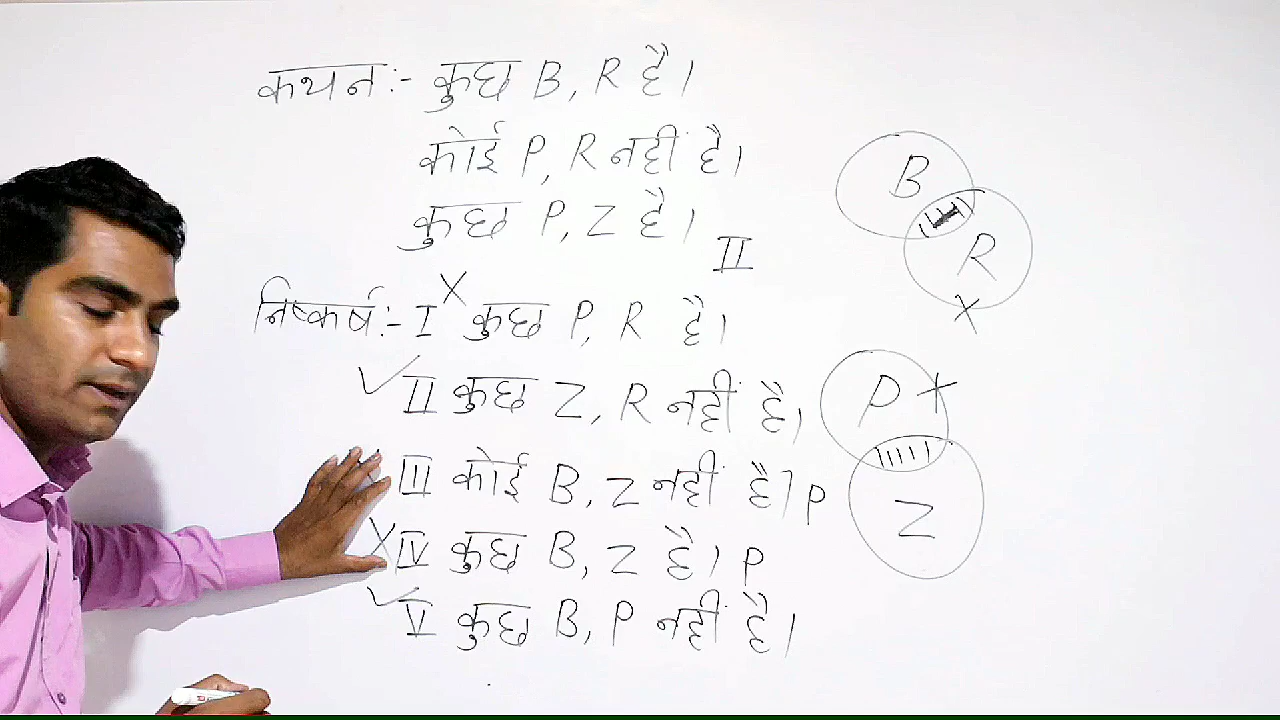 कथन:- कुछ B, R है।
कोई P, R नहीं है।
कुछ P, Z है।
II
निष्कर्ष:- I X कुछ P, R है।
✓ II कुछ Z, R नहीं है।
III कोई B, Z नहीं है। P
X IV कुछ B, Z है। P
✓ V कुछ B, P नहीं है।
B
R
X
P +
Z